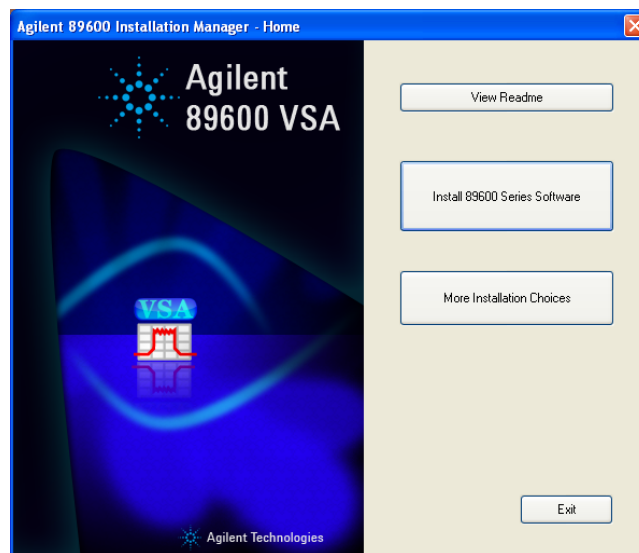 Agilent 89600 Installation Manager - Home
Agilent
89600 VSA
VSA
Agilent Technologies
View Readme
Install 89600 Series Software
More Installation Choices
Exit